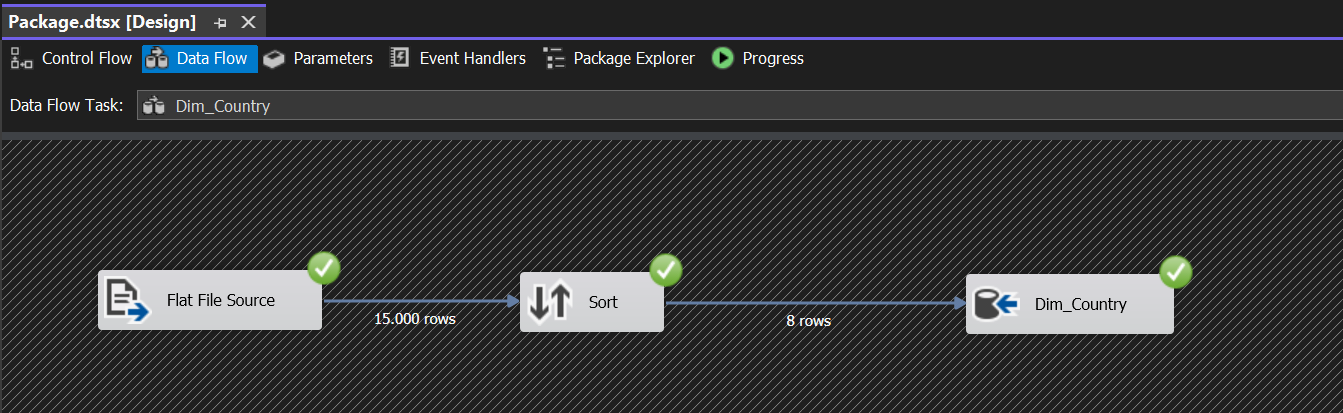 Package.dtsx [Design]
Control Flow Data Flow Parameters Event Handlers Package Explorer Progress
Data Flow Task: Dim_Country
Flat File Source
15.000 rows
Sort
8 rows
Dim_Country